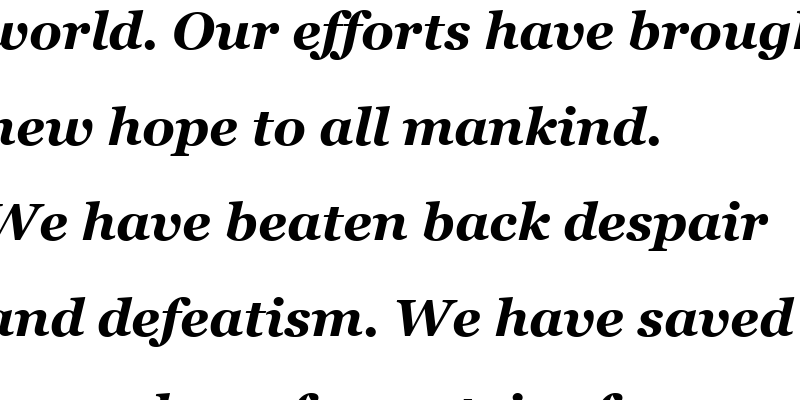 world. Our efforts have brough
new hope to all mankind.
We have beaten back despair
and defeatism. We have saved